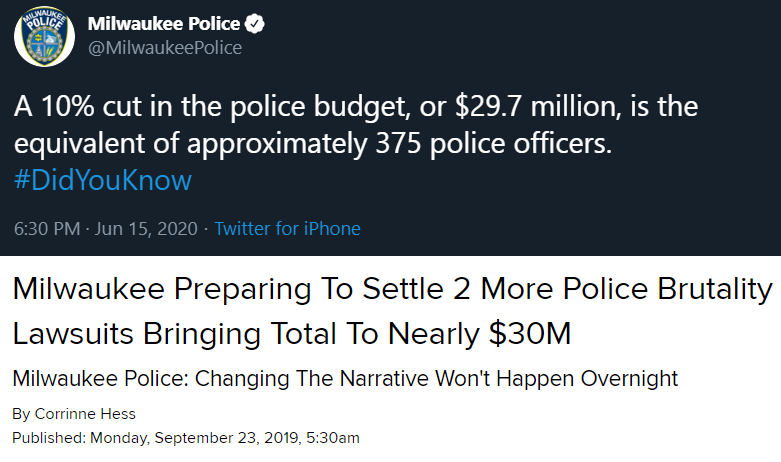 MILWAUKEE
POLICE
Milwaukee Police
@MilwaukeePolice
A 10% cut in the police budget, or $29.7 million, is the
equivalent of approximately 375 police officers.
#DidYouKnow
6:30 PM · Jun 15, 2020 · Twitter for iPhone
Milwaukee Preparing To Settle 2 More Police Brutality
Lawsuits Bringing Total To Nearly $30M
Milwaukee Police: Changing The Narrative Won't Happen Overnight
By Corrinne Hess
Published: Monday, September 23, 2019, 5:30am